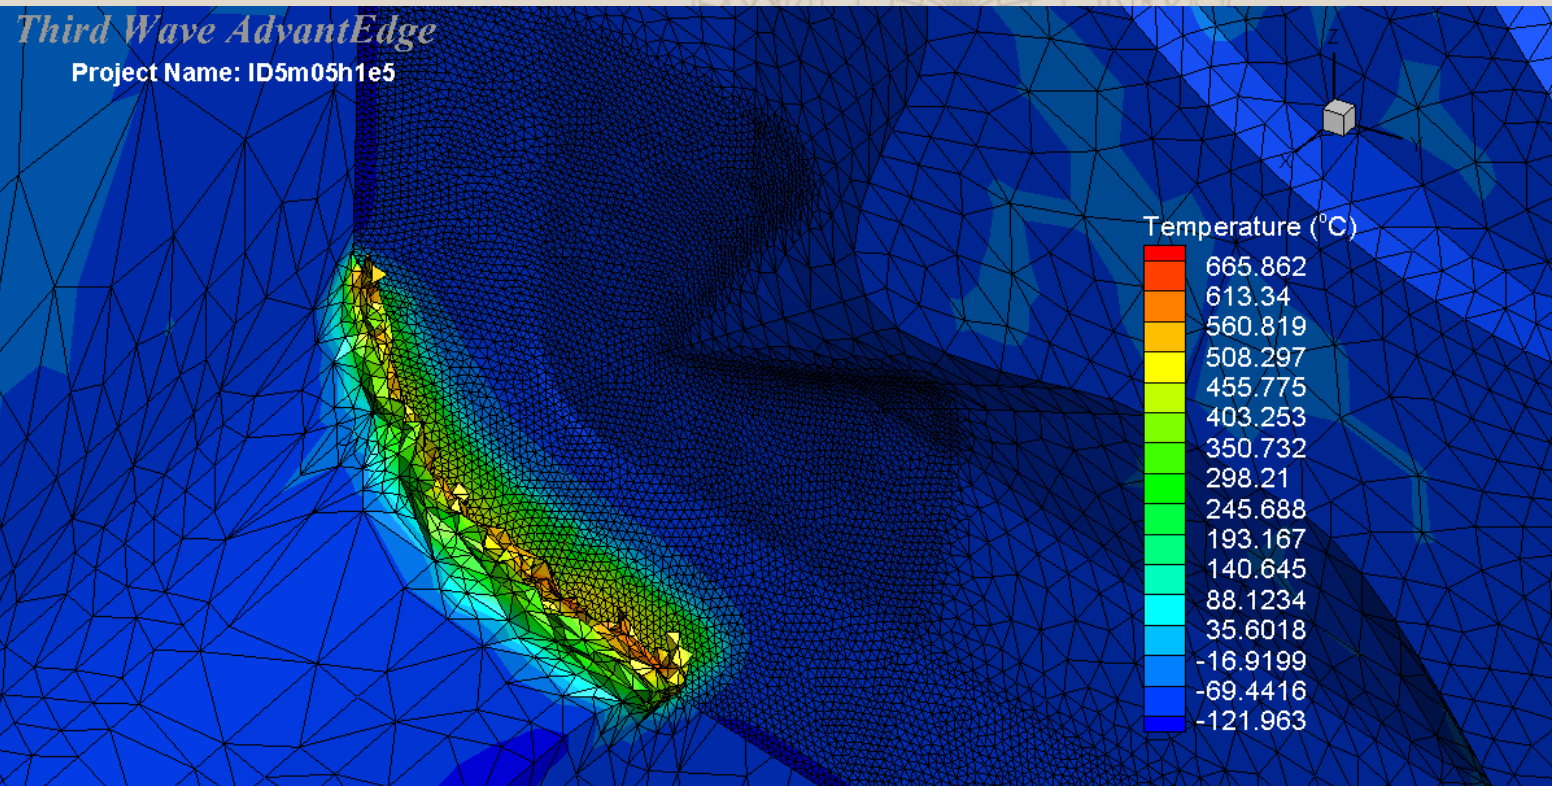 Third Wave AdvantEdge
Project Name: ID5m05h1e5
Z
X
Y
Temperature (°C)
665.862
613.34
560.819
508.297
455.775
403.253
350.732
298.21
245.688
193.167
140.645
88.1234
35.6018
-16.9199
-69.4416
-121.963